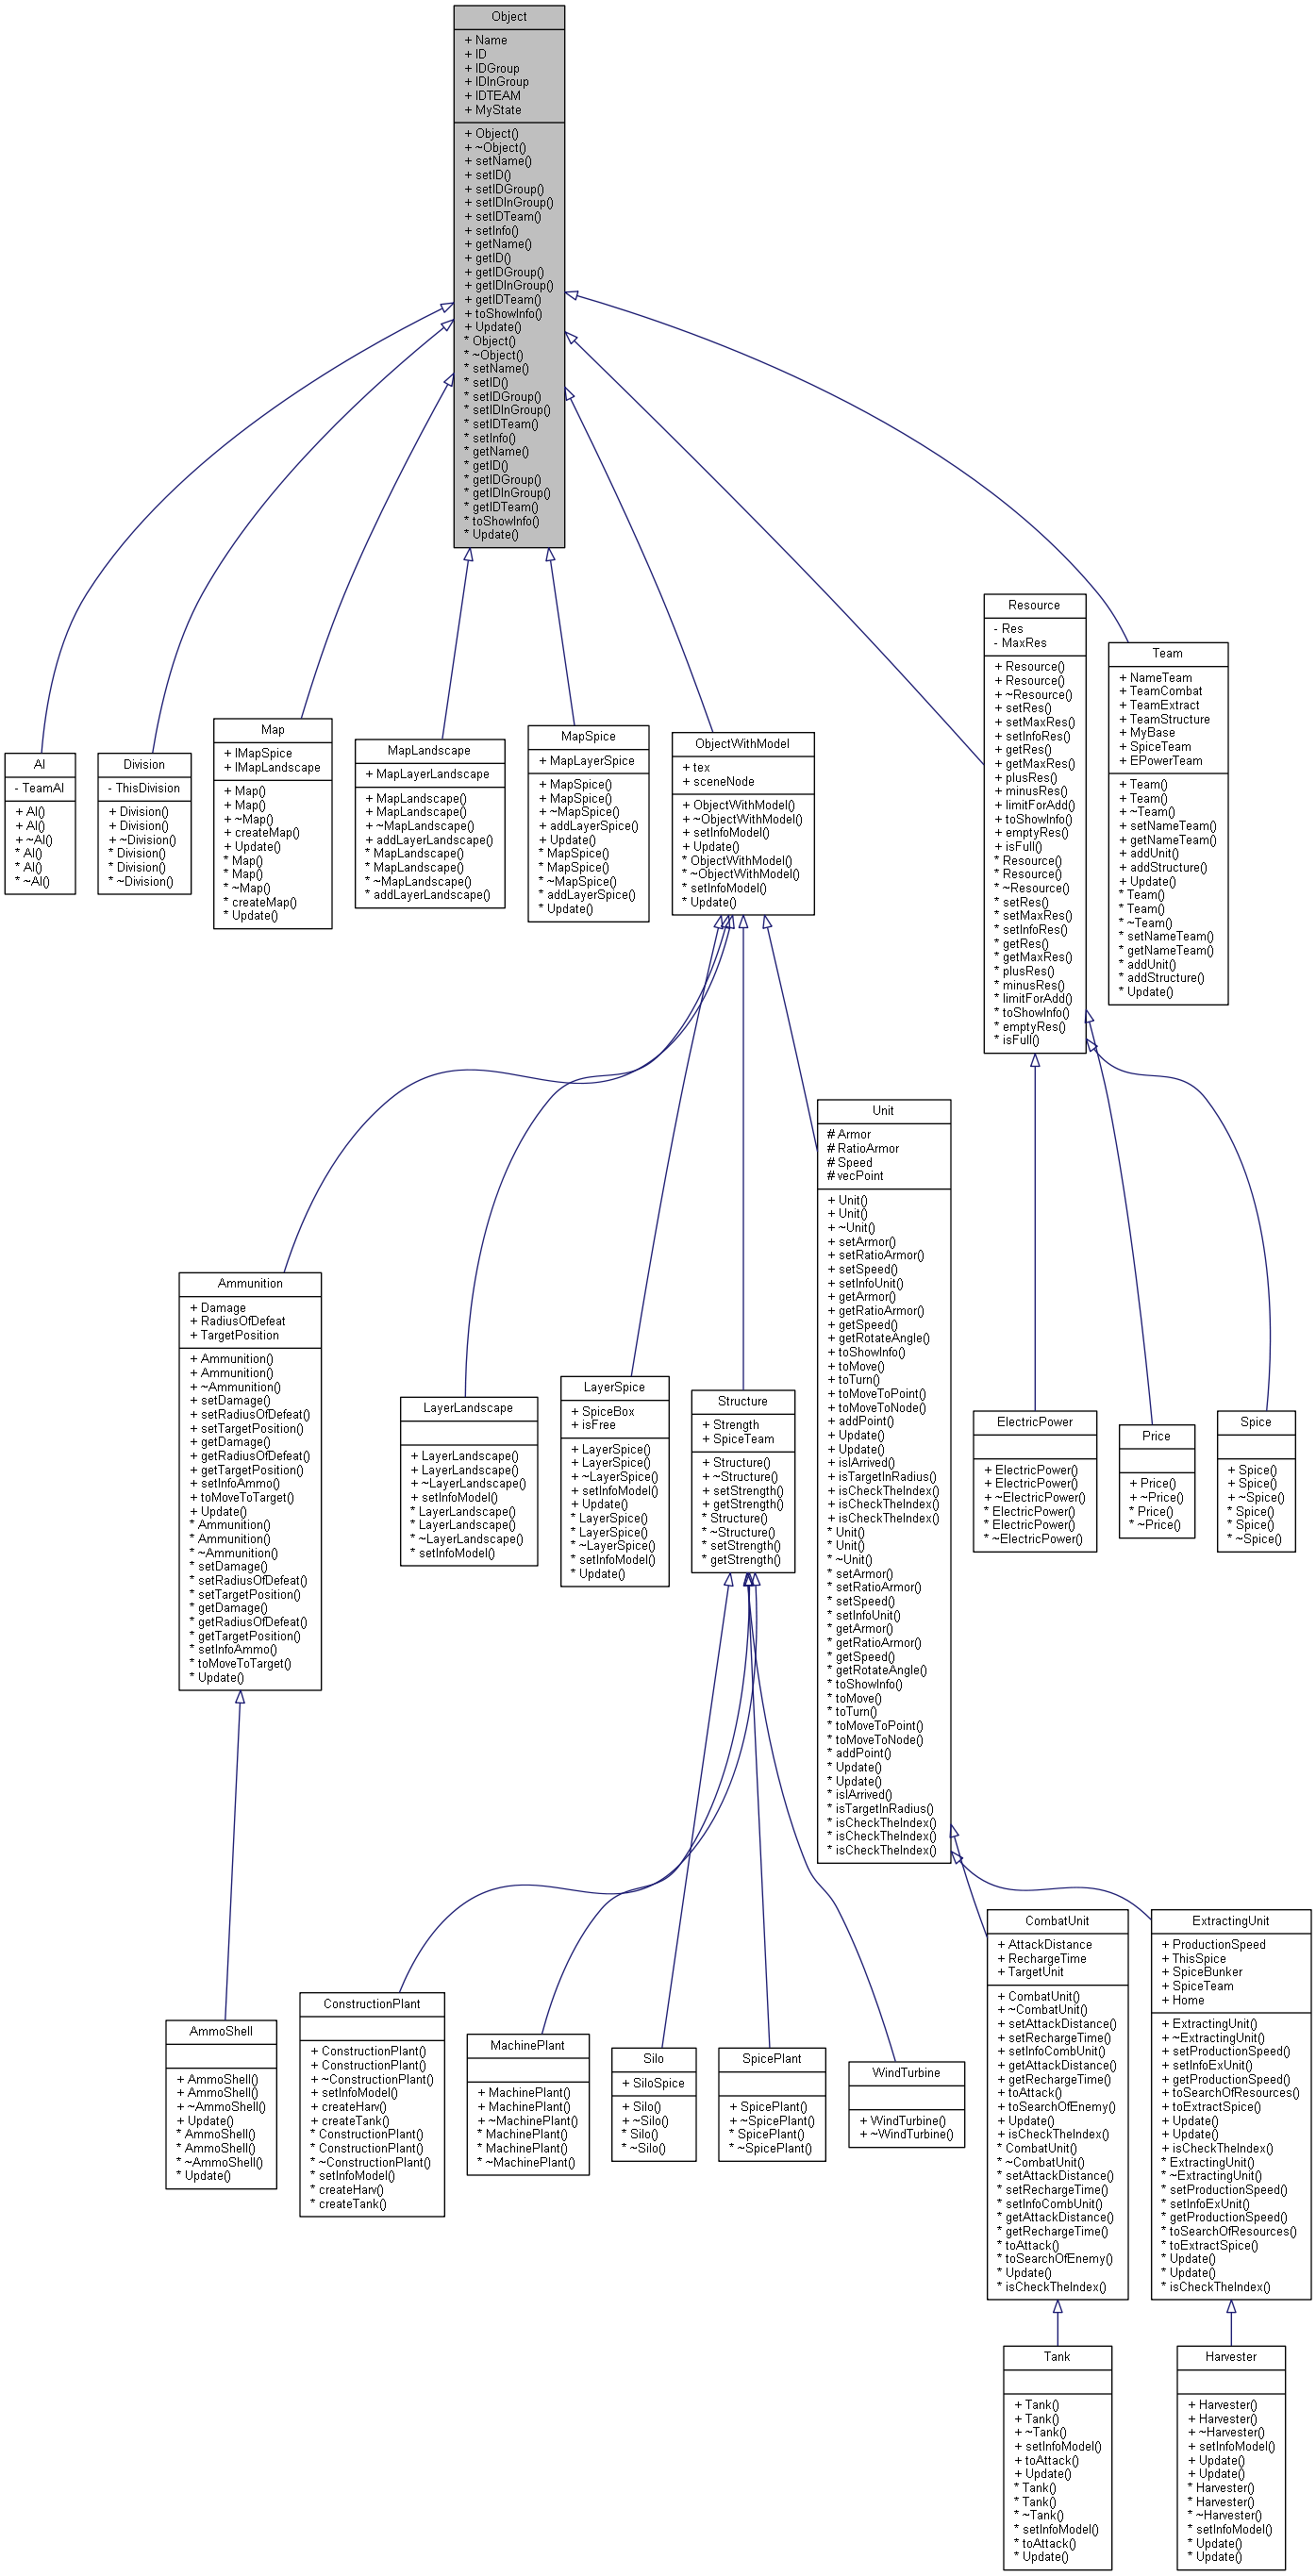 Object
+ Name
+ ID
+ IDGroup
+ IDInGroup
+ IDTEAM
+ MyState
+ Object()
+ ~Object()
+ setName()
+ setID()
+ setIDGroup()
+ setIDInGroup()
+ setIDTeam()
+ setInfo()
+ getName()
+ getID()
+ getIDGroup()
+ getIDInGroup()
+ getIDTeam()
+ toShowInfo()
+ Update()
* Object()
* ~Object()
* setName()
* setID()
* setIDGroup()
* setIDInGroup()
* setIDTeam()
* setInfo()
* getName()
* getID()
* getIDGroup()
* getIDInGroup()
* getIDTeam()
* toShowInfo()
* Update()
AI
- TeamAI
+ AI()
+ AI()
+ ~AI()
* AI()
* AI()
* ~AI()
Division
- ThisDivision
+ Division()
+ Division()
+ ~Division()
* Division()
* Division()
* ~Division()
Map
+ IMapSpice
+ IMapLandscape
+ Map()
+ Map()
+ ~Map()
+ createMap()
+ Update()
* Map()
* Map()
* ~Map()
* createMap()
* Update()
MapLandscape
+ MapLayerLandscape
+ MapLandscape()
+ MapLandscape()
+ ~MapLandscape()
+ addLayerLandscape()
* MapLandscape()
* MapLandscape()
* ~MapLandscape()
* addLayerLandscape()
MapSpice
+ MapLayerSpice
+ MapSpice()
+ MapSpice()
+ ~MapSpice()
+ addLayerSpice()
+ Update()
* MapSpice()
* MapSpice()
* ~MapSpice()
* addLayerSpice()
* Update()
ObjectWithModel
+ tex
+ sceneNode
+ ObjectWithModel()
+ ~ObjectWithModel()
+ setInfoModel()
+ Update()
* ObjectWithModel()
* ~ObjectWithModel()
* setInfoModel()
* Update()
Resource
- Res
- MaxRes
+ Resource()
+ Resource()
+ ~Resource()
+ setRes()
+ setMaxRes()
+ setInfoRes()
+ getRes()
+ getMaxRes()
+ plusRes()
+ minusRes()
+ limitForAdd()
+ toShowInfo()
+ emptyRes()
+ isFull()
* Resource()
* Resource()
* ~Resource()
* setRes()
* setMaxRes()
* setInfoRes()
* getRes()
* getMaxRes()
* plusRes()
* minusRes()
* limitForAdd()
* toShowInfo()
* emptyRes()
* isFull()
Team
+ NameTeam
+ TeamCombat
+ TeamExtract
+ TeamStructure
+ MyBase
+ SpiceTeam
+ EPowerTeam
+ Team()
+ Team()
+ ~Team()
+ setNameTeam()
+ getNameTeam()
+ addUnit()
+ addStructure()
+ Update()
* Team()
* Team()
* ~Team()
* setNameTeam()
* getNameTeam()
* addUnit()
* addStructure()
* Update()
Ammunition
+ Damage
+ RadiusOfDefeat
+ TargetPosition
+ Ammunition()
+ Ammunition()
+ ~Ammunition()
+ setDamage()
+ setRadiusOfDefeat()
+ setTargetPosition()
+ getDamage()
+ getRadiusOfDefeat()
+ getTargetPosition()
+ setInfoAmmo()
+ toMoveToTarget()
+ Update()
* Ammunition()
* Ammunition()
* ~Ammunition()
* setDamage()
* setRadiusOfDefeat()
* setTargetPosition()
* getDamage()
* getRadiusOfDefeat()
* getTargetPosition()
* setInfoAmmo()
* toMoveToTarget()
* Update()
LayerLandscape
+ LayerLandscape()
+ LayerLandscape()
+ ~LayerLandscape()
+ setInfoModel()
* LayerLandscape()
* LayerLandscape()
* ~LayerLandscape()
* setInfoModel()
LayerSpice
+ SpiceBox
+ isFree
+ LayerSpice()
+ LayerSpice()
+ ~LayerSpice()
+ setInfoModel()
+ Update()
* LayerSpice()
* LayerSpice()
* ~LayerSpice()
* setInfoModel()
* Update()
Structure
+ Strength
+ SpiceTeam
+ Structure()
+ ~Structure()
+ setStrength()
+ getStrength()
* Structure()
* ~Structure()
* setStrength()
* getStrength()
Unit
# Armor
# RatioArmor
# Speed
# vecPoint
+ Unit()
+ Unit()
+ ~Unit()
+ setArmor()
+ setRatioArmor()
+ setSpeed()
+ setInfoUnit()
+ getArmor()
+ getRatioArmor()
+ getSpeed()
+ getRotateAngle()
+ toShowInfo()
+ toMove()
+ toTurn()
+ toMoveToPoint()
+ toMoveToNode()
+ addPoint()
+ Update()
+ Update()
+ isIArrived()
+ isTargetInRadius()
+ isCheckTheIndex()
+ isCheckTheIndex()
+ isCheckTheIndex()
* Unit()
* Unit()
* ~Unit()
* setArmor()
* setRatioArmor()
* setSpeed()
* setInfoUnit()
* getArmor()
* getRatioArmor()
* getSpeed()
* getRotateAngle()
* toShowInfo()
* toMove()
* toTurn()
* toMoveToPoint()
* toMoveToNode()
* addPoint()
* Update()
* Update()
* isIArrived()
* isTargetInRadius()
* isCheckTheIndex()
* isCheckTheIndex()
* isCheckTheIndex()
ElectricPower
+ ElectricPower()
+ ElectricPower()
+ ~ElectricPower()
* ElectricPower()
* ElectricPower()
* ~ElectricPower()
Price
+ Price()
+ ~Price()
* Price()
* ~Price()
Spice
+ Spice()
+ Spice()
+ ~Spice()
* Spice()
* Spice()
* ~Spice()
AmmoShell
+ AmmoShell()
+ AmmoShell()
+ ~AmmoShell()
+ Update()
* AmmoShell()
* AmmoShell()
* ~AmmoShell()
* Update()
ConstructionPlant
+ ConstructionPlant()
+ ConstructionPlant()
+ ~ConstructionPlant()
+ setInfoModel()
+ createHarv()
+ createTank()
* ConstructionPlant()
* ConstructionPlant()
* ~ConstructionPlant()
* setInfoModel()
* createHarv()
* createTank()
MachinePlant
+ MachinePlant()
+ MachinePlant()
+ ~MachinePlant()
* MachinePlant()
* MachinePlant()
* ~MachinePlant()
Silo
+ SiloSpice
+ Silo()
+ ~Silo()
* Silo()
* ~Silo()
SpicePlant
+ SpicePlant()
+ ~SpicePlant()
* SpicePlant()
* ~SpicePlant()
WindTurbine
+ WindTurbine()
+ ~WindTurbine()
CombatUnit
+ AttackDistance
+ RechargeTime
+ TargetUnit
+ CombatUnit()
+ ~CombatUnit()
+ setAttackDistance()
+ setRechargeTime()
+ setInfoCombUnit()
+ getAttackDistance()
+ getRechargeTime()
+ toAttack()
+ toSearchOfEnemy()
+ Update()
+ isCheckTheIndex()
* CombatUnit()
* ~CombatUnit()
* setAttackDistance()
* setRechargeTime()
* setInfoCombUnit()
* getAttackDistance()
* getRechargeTime()
* toAttack()
* toSearchOfEnemy()
* Update()
* isCheckTheIndex()
ExtractingUnit
+ ProductionSpeed
+ ThisSpice
+ SpiceBunker
+ SpiceTeam
+ Home
+ ExtractingUnit()
+ ~ExtractingUnit()
+ setProductionSpeed()
+ setInfoExUnit()
+ getProductionSpeed()
+ toSearchOfResources()
+ toExtractSpice()
+ Update()
+ Update()
+ isCheckTheIndex()
* ExtractingUnit()
* ~ExtractingUnit()
* setProductionSpeed()
* setInfoExUnit()
* getProductionSpeed()
* toSearchOfResources()
* toExtractSpice()
* Update()
* Update()
* isCheckTheIndex()
Tank
+ Tank()
+ Tank()
+ ~Tank()
+ setInfoModel()
+ toAttack()
+ Update()
* Tank()
* Tank()
* ~Tank()
* setInfoModel()
* toAttack()
* Update()
Harvester
+ Harvester()
+ Harvester()
+ ~Harvester()
+ setInfoModel()
+ Update()
+ Update()
* Harvester()
* Harvester()
* ~Harvester()
* setInfoModel()
* Update()
* Update()